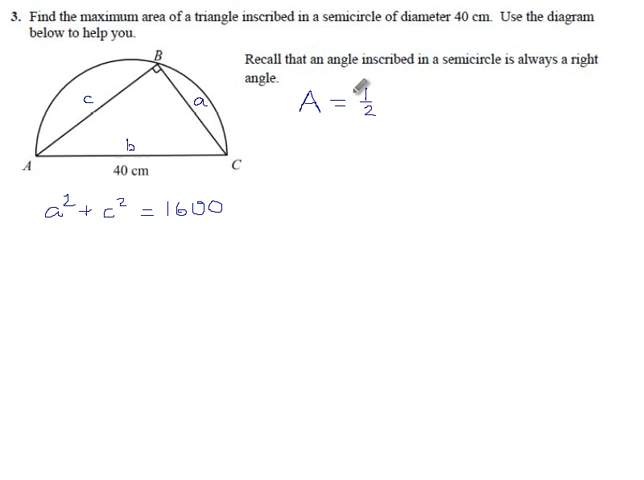 3. Find the maximum area of a triangle inscribed in a semicircle of diameter 40 cm. Use the diagram
below to help you.
B
Recall that an angle inscribed in a semicircle is always a right
angle.
c
a
A = 1/2
b
A
C
40 cm
a² + c² = 1600